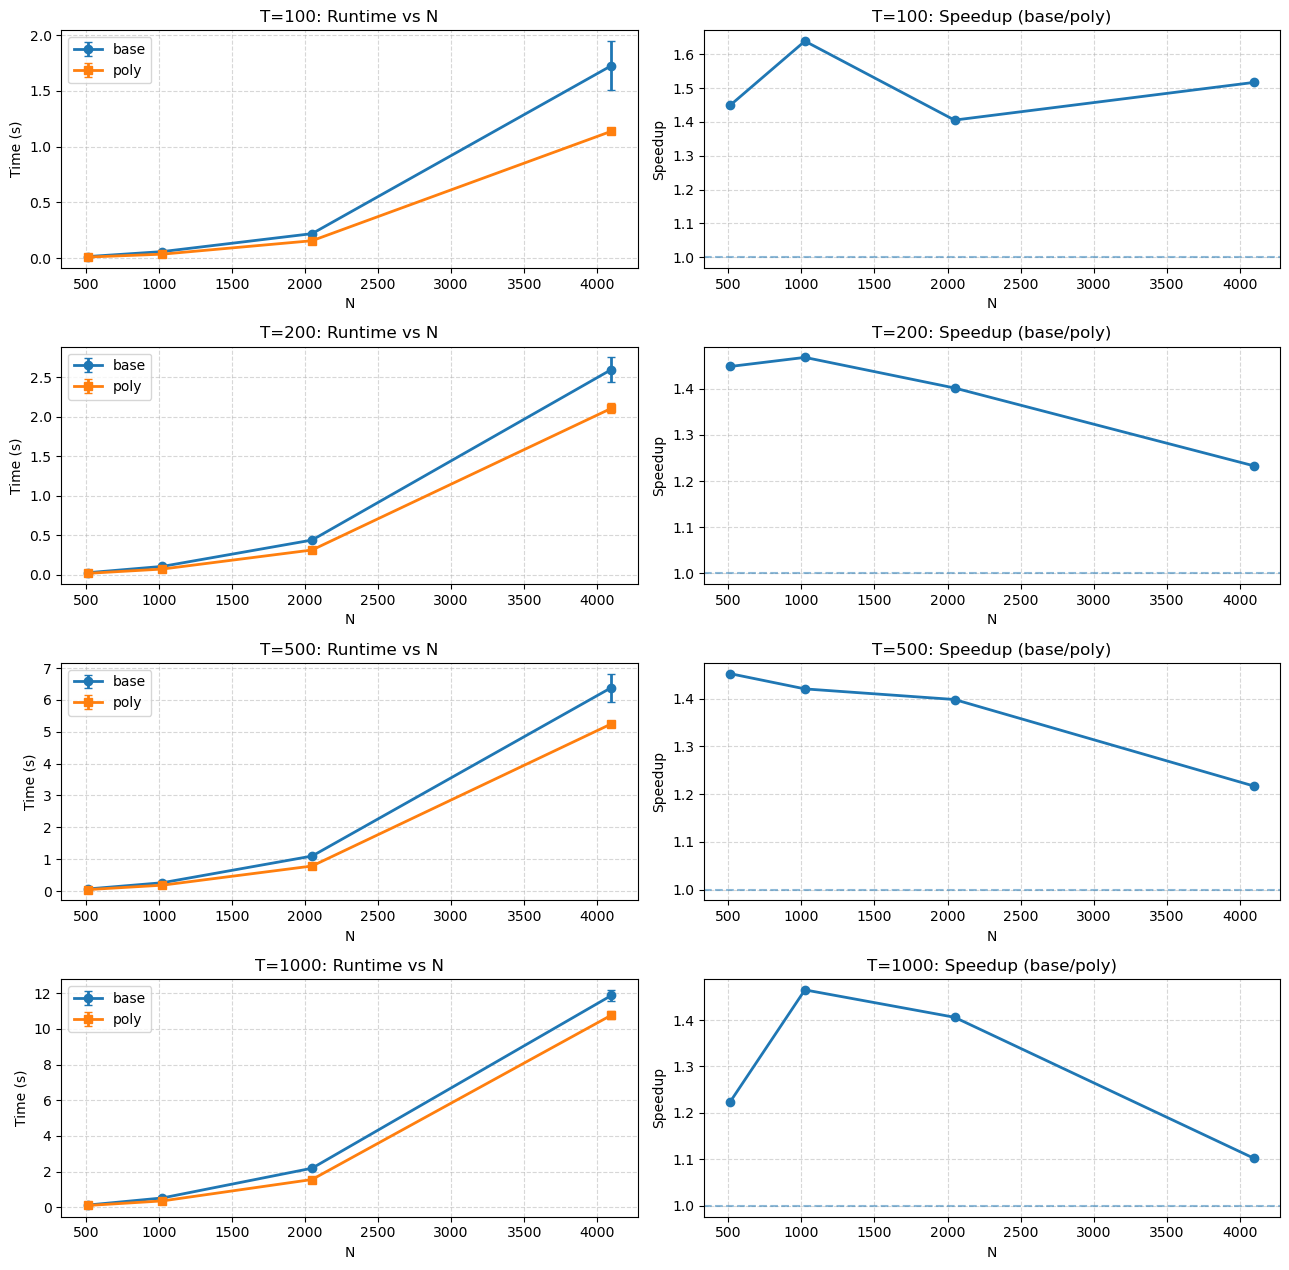 T=100: Runtime vs N
2.0
1.5
1.0
0.5
0.0
Time (s)
base
poly
500 1000 1500 2000 2500 3000 3500 4000
N
T=100: Speedup (base/poly)
1.6
1.5
1.4
1.3
1.2
1.1
1.0
Speedup
500 1000 1500 2000 2500 3000 3500 4000
N
T=200: Runtime vs N
2.5
2.0
1.5
1.0
0.5
0.0
Time (s)
base
poly
500 1000 1500 2000 2500 3000 3500 4000
N
T=200: Speedup (base/poly)
1.4
1.3
1.2
1.1
1.0
Speedup
500 1000 1500 2000 2500 3000 3500 4000
N
T=500: Runtime vs N
7
6
5
4
3
2
1
0
Time (s)
base
poly
500 1000 1500 2000 2500 3000 3500 4000
N
T=500: Speedup (base/poly)
1.4
1.3
1.2
1.1
1.0
Speedup
500 1000 1500 2000 2500 3000 3500 4000
N
T=1000: Runtime vs N
12
10
8
6
4
2
0
Time (s)
base
poly
500 1000 1500 2000 2500 3000 3500 4000
N
T=1000: Speedup (base/poly)
1.4
1.3
1.2
1.1
1.0
Speedup
500 1000 1500 2000 2500 3000 3500 4000
N